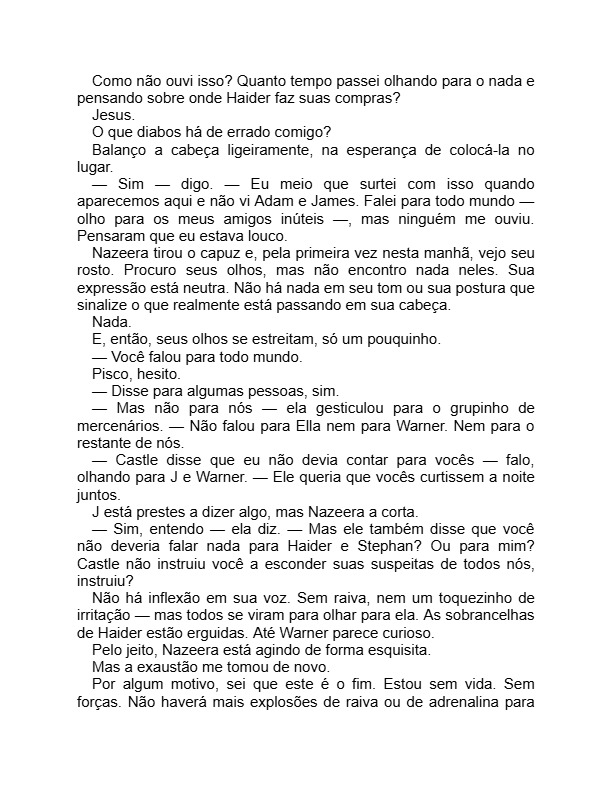 Como não ouvi isso? Quanto tempo passei olhando para o nada e
pensando sobre onde Haider faz suas compras?
Jesus.
O que diabos há de errado comigo?
Balanço a cabeça ligeiramente, na esperança de colocá-la no
lugar.
— Sim — digo. — Eu meio que surtei com isso quando
aparecemos aqui e não vi Adam e James. Falei para todo mundo —
olho para os meus amigos inúteis —, mas ninguém me ouviu.
Pensaram que eu estava louco.
Nazeera tirou o capuz e, pela primeira vez nesta manhã, vejo seu
rosto. Procuro seus olhos, mas não encontro nada neles. Sua
expressão está neutra. Não há nada em seu tom ou sua postura que
sinalize o que realmente está passando em sua cabeça.
Nada.
E, então, seus olhos se estreitam, só um pouquinho.
— Você falou para todo mundo.
Pisco, hesito.
— Disse para algumas pessoas, sim.
— Mas não para nós — ela gesticulou para o grupinho de
mercenários. — Não falou para Ella nem para Warner. Nem para o
restante de nós.
— Castle disse que eu não devia contar para vocês — falo,
olhando para J e Warner. — Ele queria que vocês curtissem a noite
juntos.
J está prestes a dizer algo, mas Nazeera a corta.
— Sim, entendo — ela diz. — Mas ele também disse que você
não deveria falar nada para Haider e Stephan? Ou para mim?
Castle não instruiu você a esconder suas suspeitas de todos nós,
instruiu?
Não há inflexão em sua voz. Sem raiva, nem um toquezinho de
irritação — mas todos se viram para olhar para ela. As sobrancelhas
de Haider estão erguidas. Até Warner parece curioso.
Pelo jeito, Nazeera está agindo de forma esquisita.
Mas a exaustão me tomou de novo.
Por algum motivo, sei que este é o fim. Estou sem vida. Sem
forças. Não haverá mais explosões de raiva ou de adrenalina para